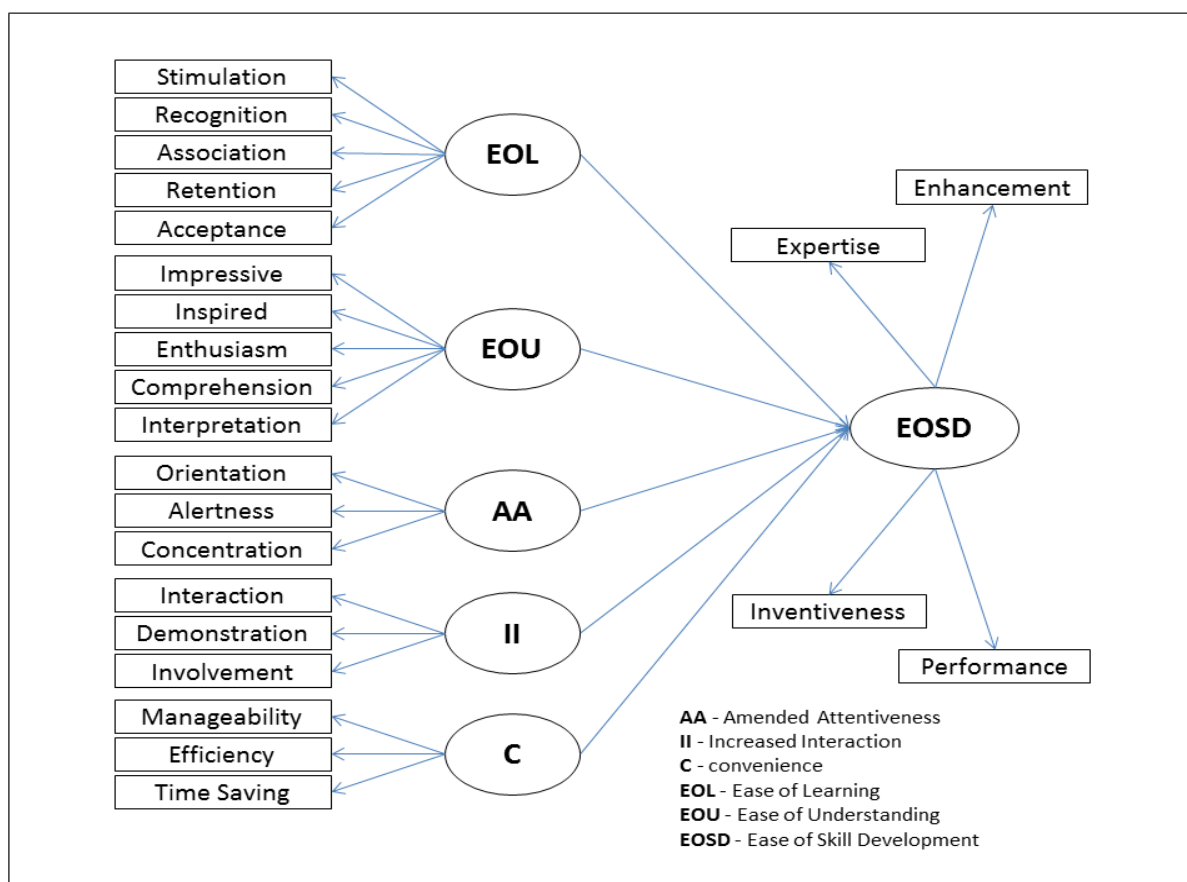 Stimulation
Recognition
Association
Retention
Acceptance
EOL
Impressive
Inspired
Enthusiasm
Comprehension
Interpretation
EOU
Orientation
Alertness
Concentration
AA
Interaction
Demonstration
Involvement
II
Manageability
Efficiency
Time Saving
C
Enhancement
Expertise
EOSD
Inventiveness
Performance
AA - Amended Attentiveness
II - Increased Interaction
C - convenience
EOL - Ease of Learning
EOU - Ease of Understanding
EOSD - Ease of Skill Development